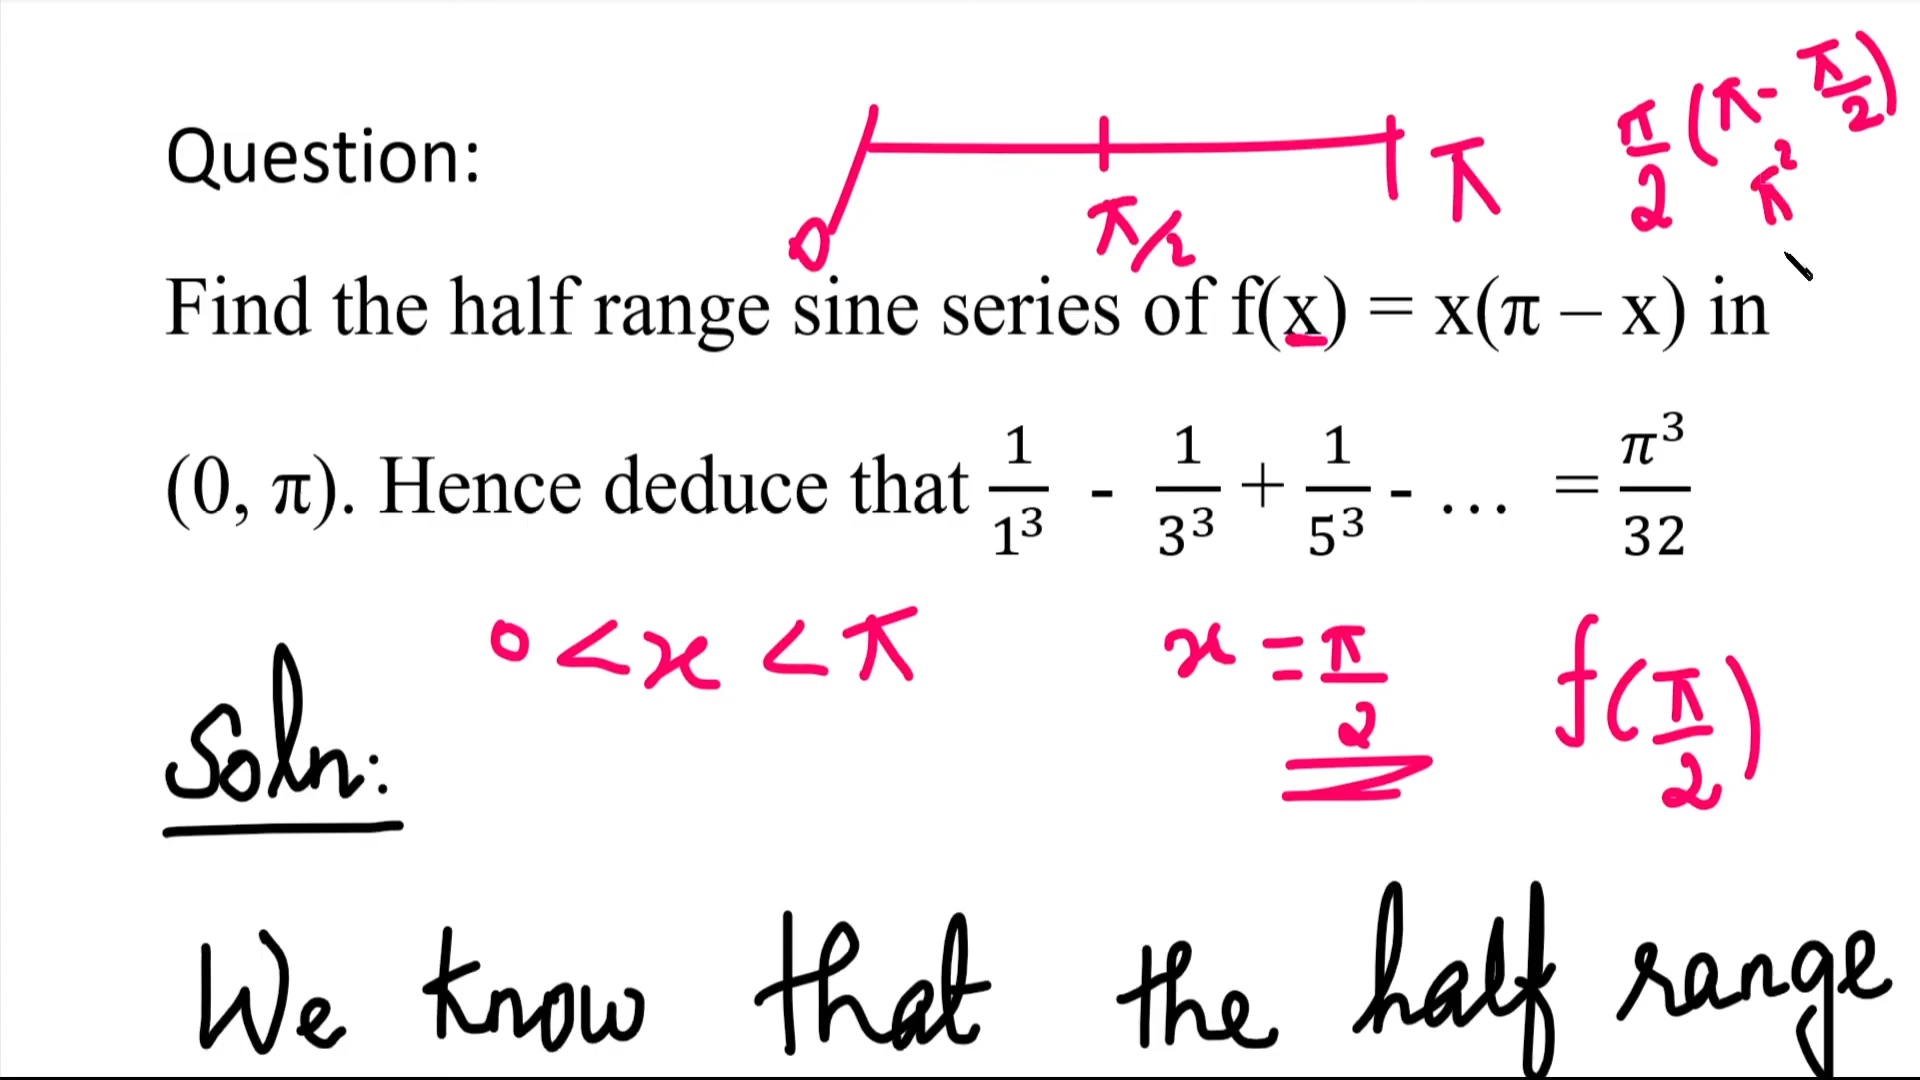 Question:
0 π/2 π
π/2 (π - π/2)
π²
Find the half range sine series of f(x) = x(π – x) in
(0, π). Hence deduce that 1/1³ - 1/3³ + 1/5³ - … = π³/32
0 < x < π x = π/2 f(π/2)
Soln:
We know that the half range